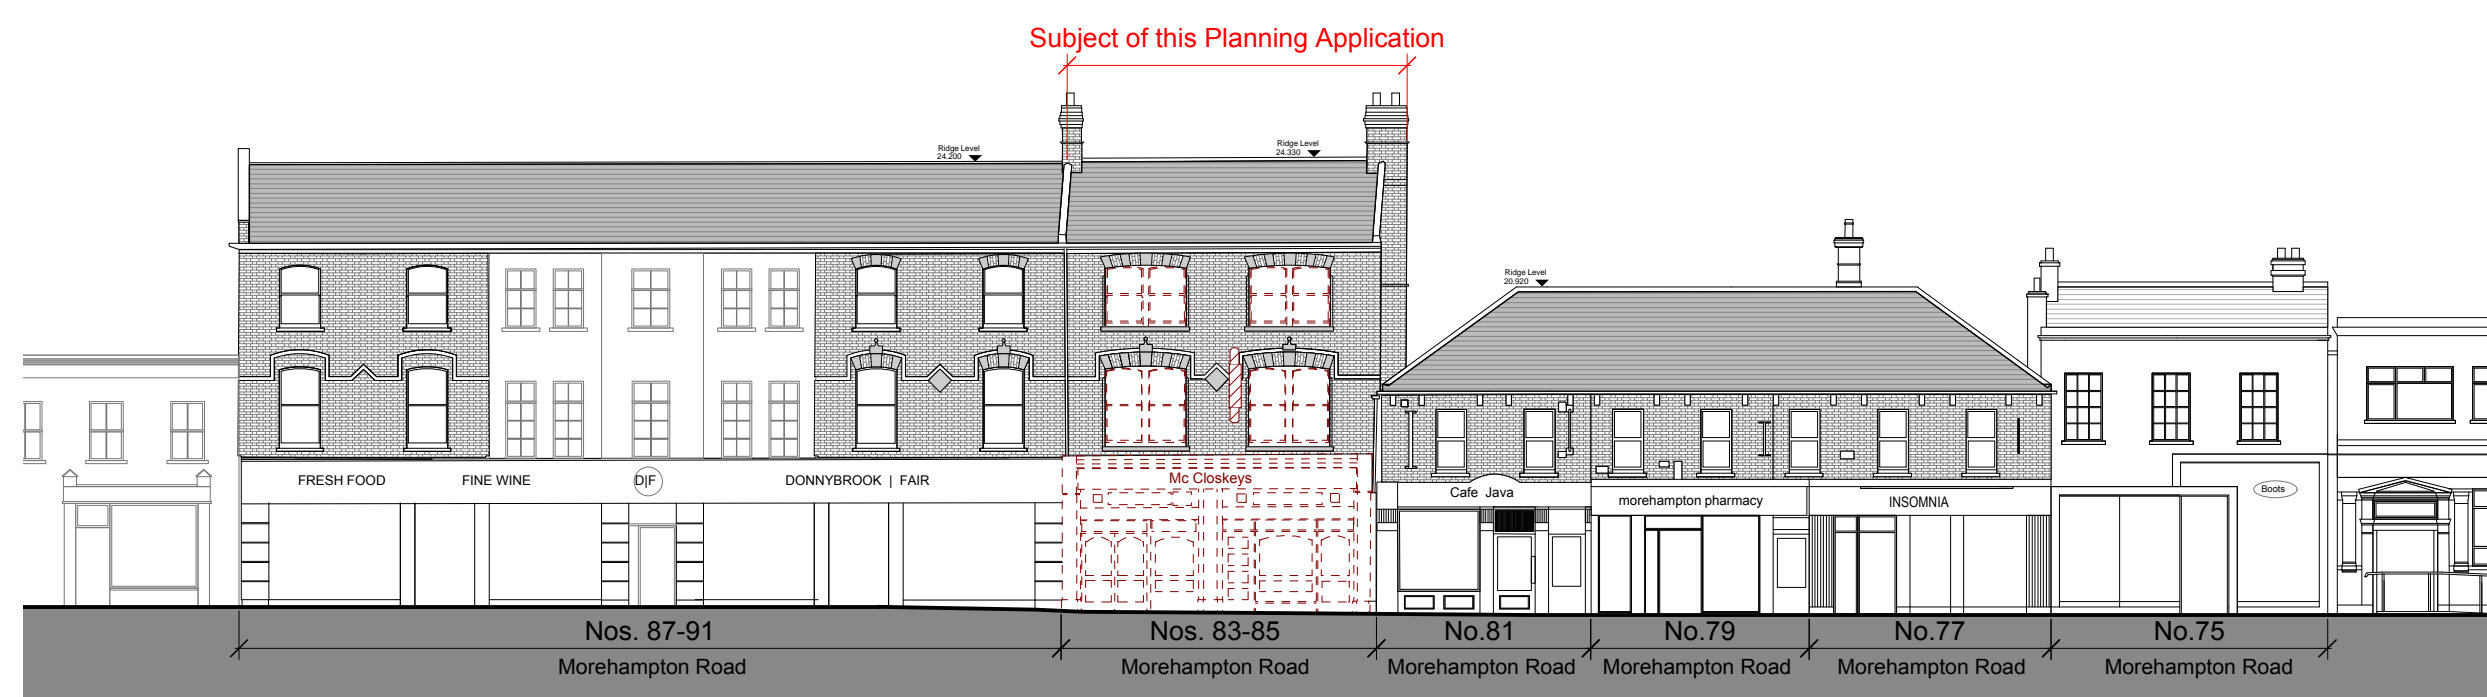 Subject of this Planning Application
Ridge Level
24.200
Ridge Level
24.330
Ridge Level
20.920
FRESH FOOD
FINE WINE
D|F
DONNYBROOK | FAIR
Mc Closkeys
Cafe Java
morehampton pharmacy
INSOMNIA
Boots
Nos. 87-91
Morehampton Road
Nos. 83-85
Morehampton Road
No.81
Morehampton Road
No.79
Morehampton Road
No.77
Morehampton Road
No.75
Morehampton Road